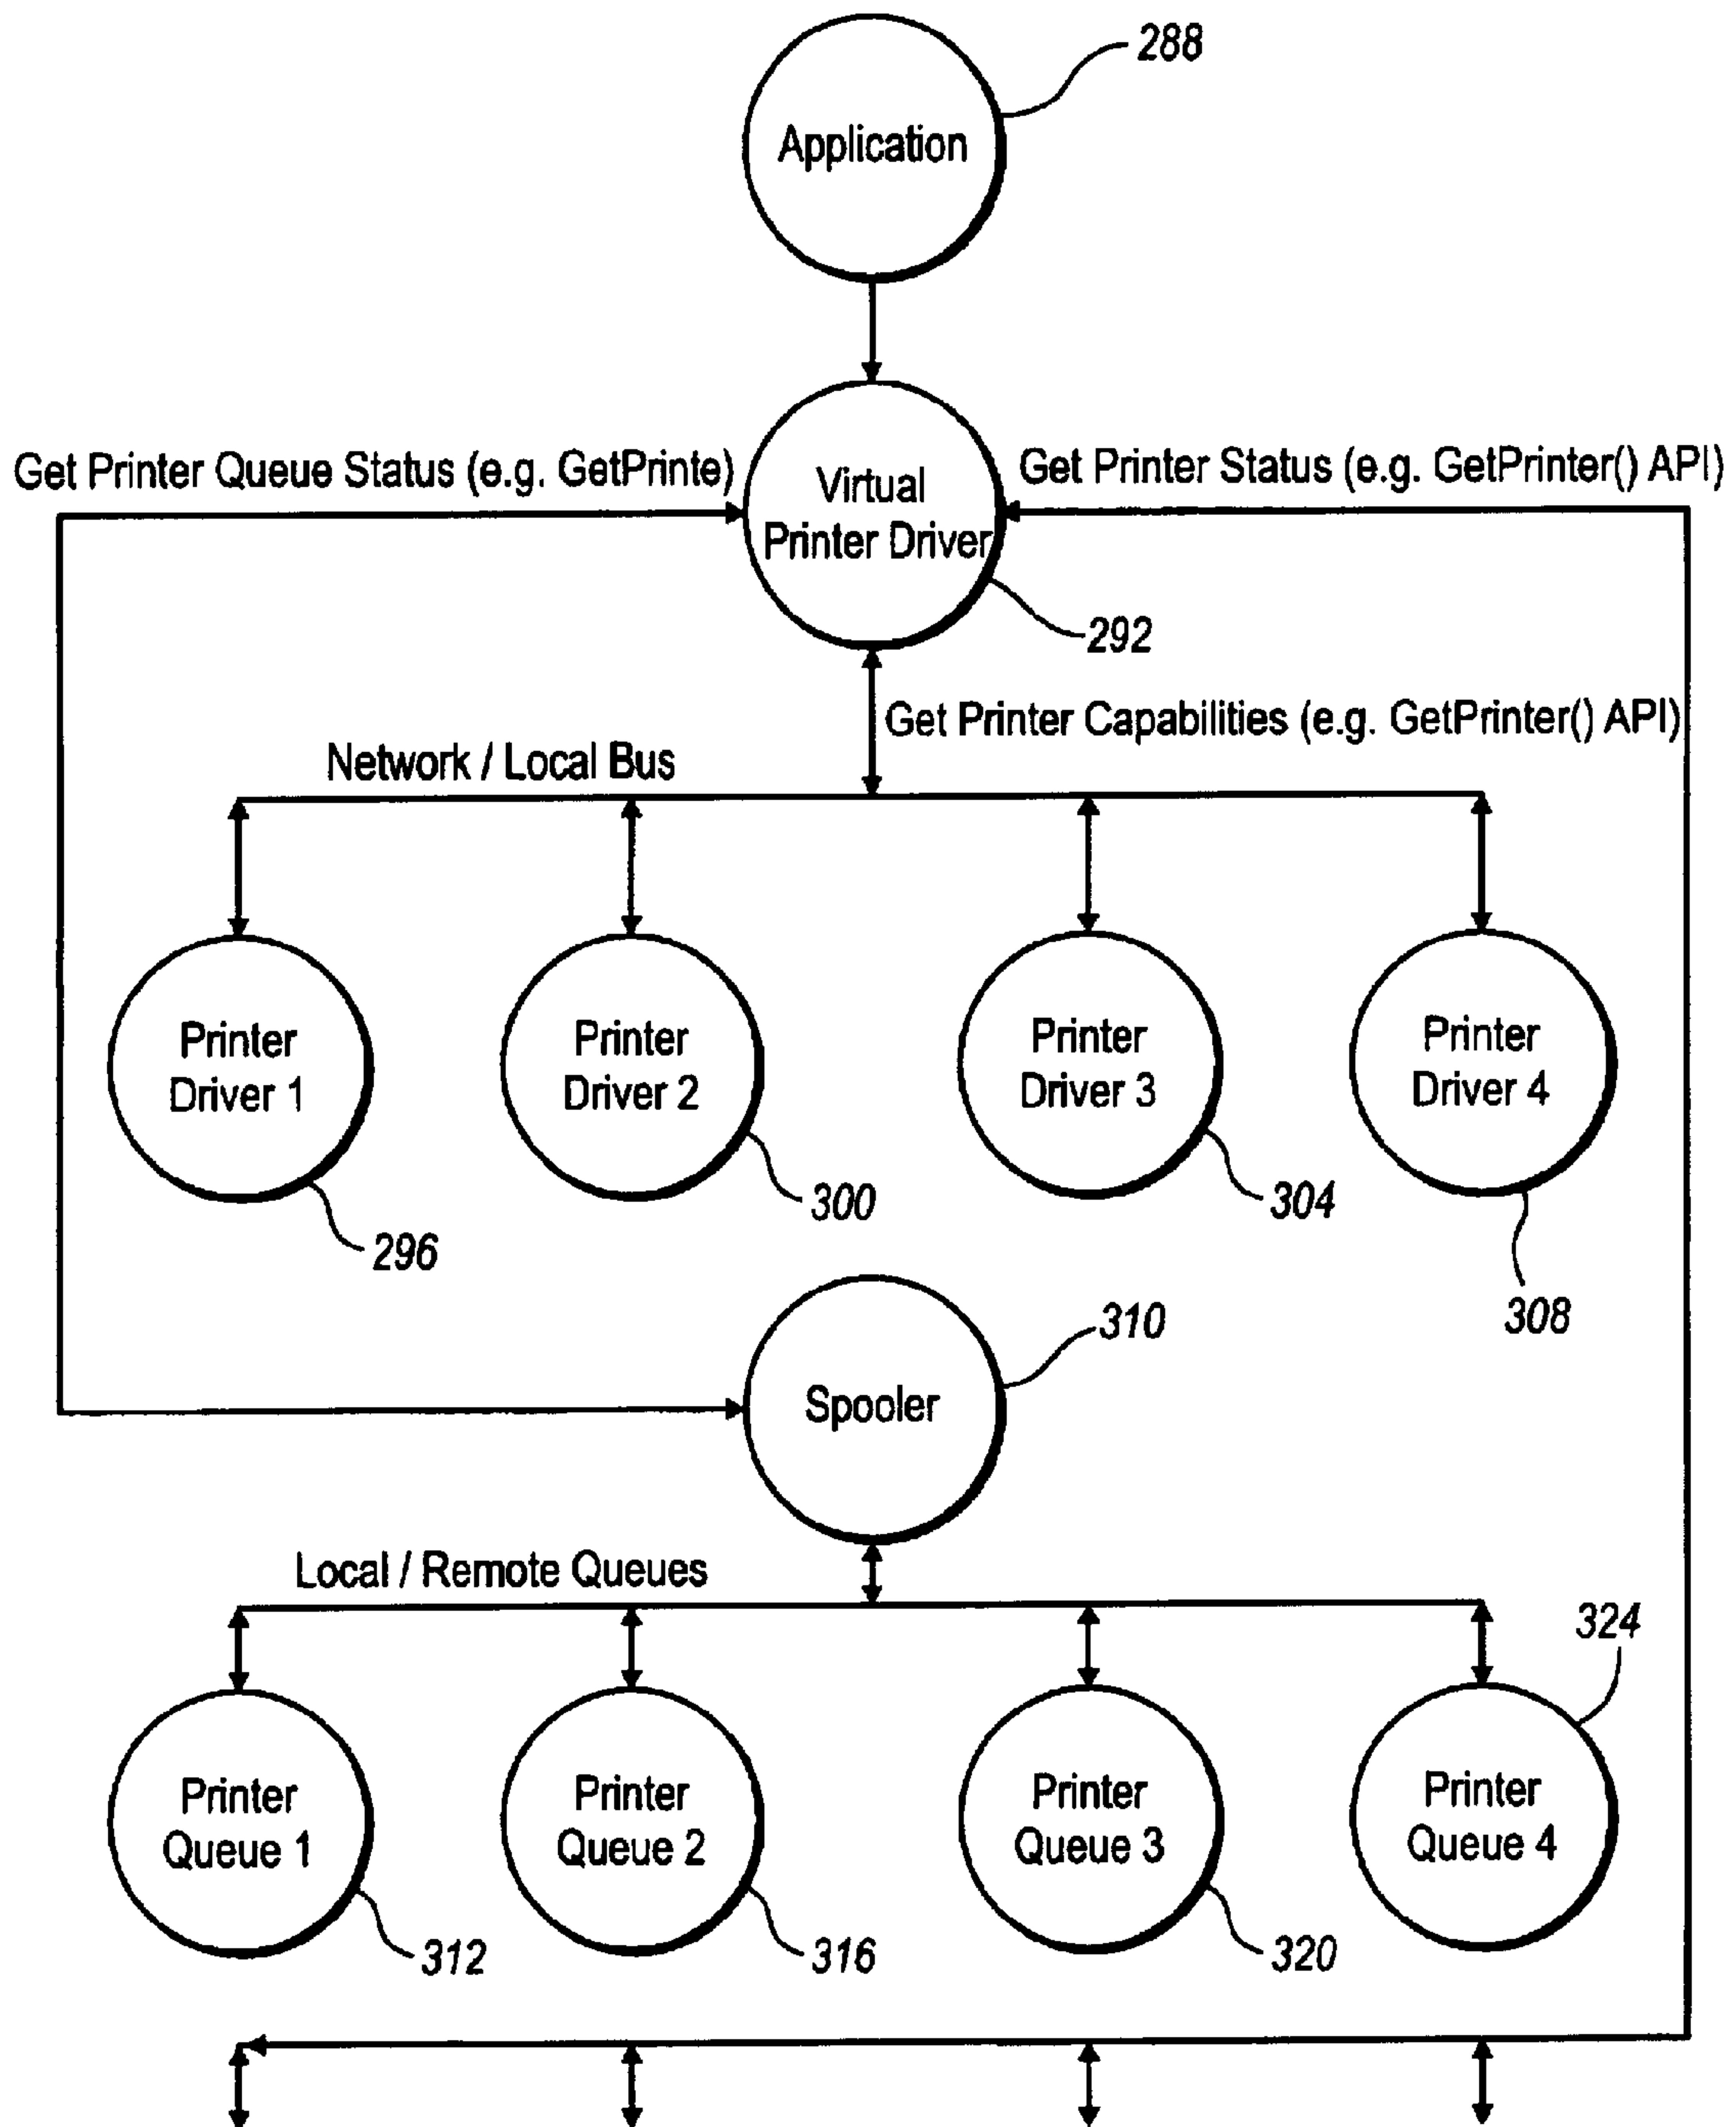 288
Application
Get Printer Queue Status (e.g. GetPrinte)
Virtual
Printer Driver
Get Printer Status (e.g. GetPrinter() API)
292
Get Printer Capabilities (e.g. GetPrinter() API)
Network / Local Bus
Printer
Driver 1
Printer
Driver 2
Printer
Driver 3
Printer
Driver 4
296
300
304
308
310
Spooler
Local / Remote Queues
324
Printer
Queue 1
Printer
Queue 2
Printer
Queue 3
Printer
Queue 4
312
316
320